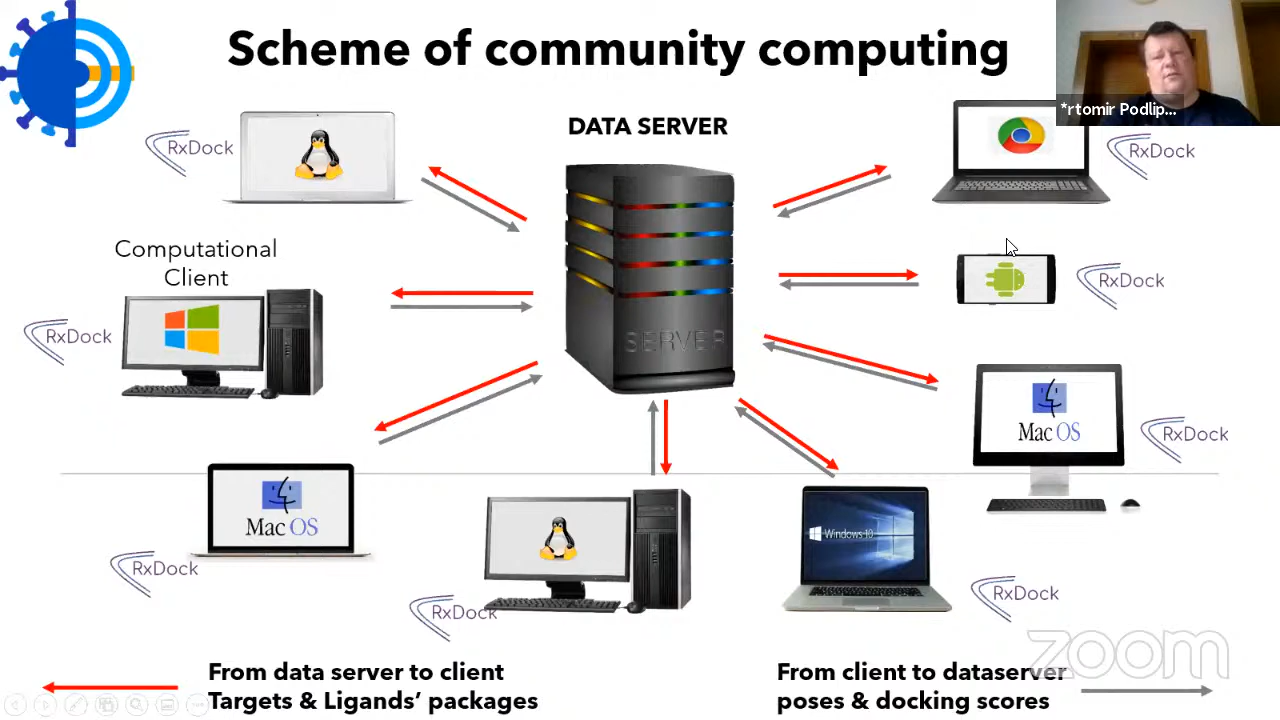 Scheme of community computing
*rtomir Podlip...
DATA SERVER
RxDock
RxDock
Computational
Client
RxDock
RxDock
SERVER
Mac OS
RxDock
Mac OS
RxDock
Windows 10
RxDock
RxDock
From data server to client
Targets & Ligands' packages
From client to dataserver
poses & docking scores
zoom